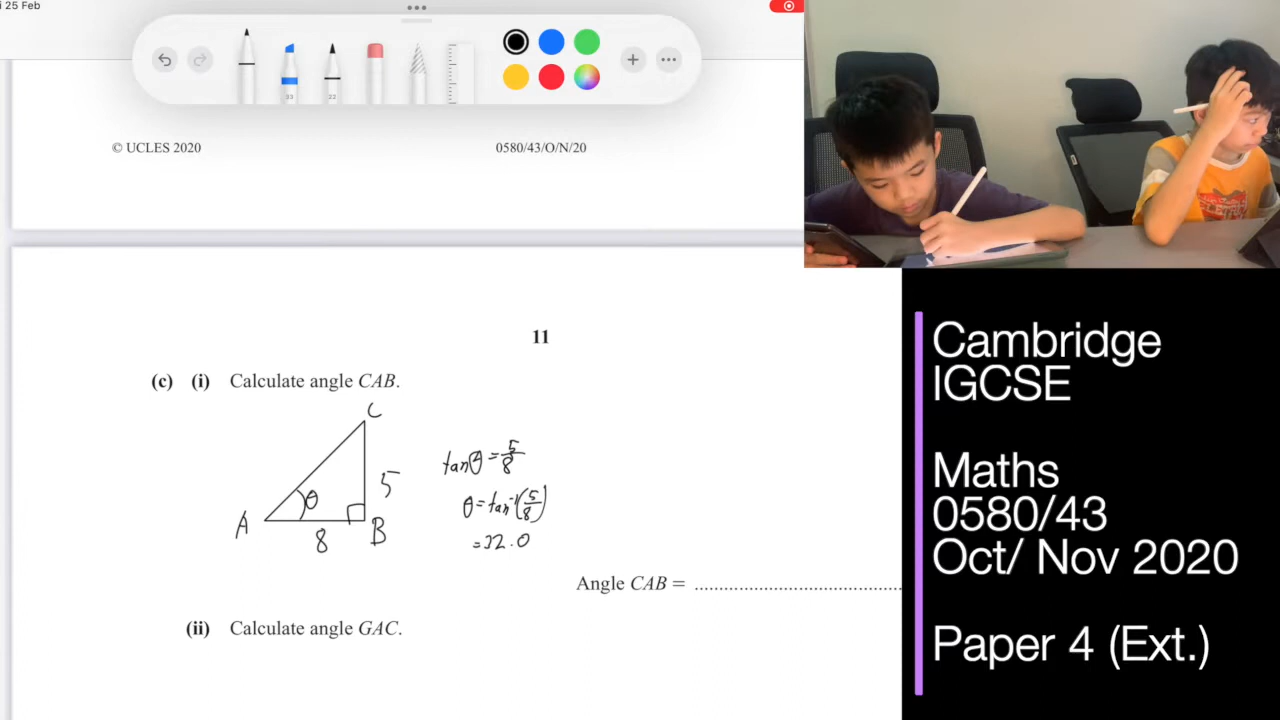 i 25 Feb
23
22
© UCLES 2020
0580/43/O/N/20
11
(c) (i) Calculate angle CAB.
C
θ
5
A
8
B
tanθ = 5/8
θ = tan⁻¹(5/8)
= 32.0
Angle CAB = ........................................
(ii) Calculate angle GAC.
Cambridge
IGCSE
Maths
0580/43
Oct/ Nov 2020
Paper 4 (Ext.)